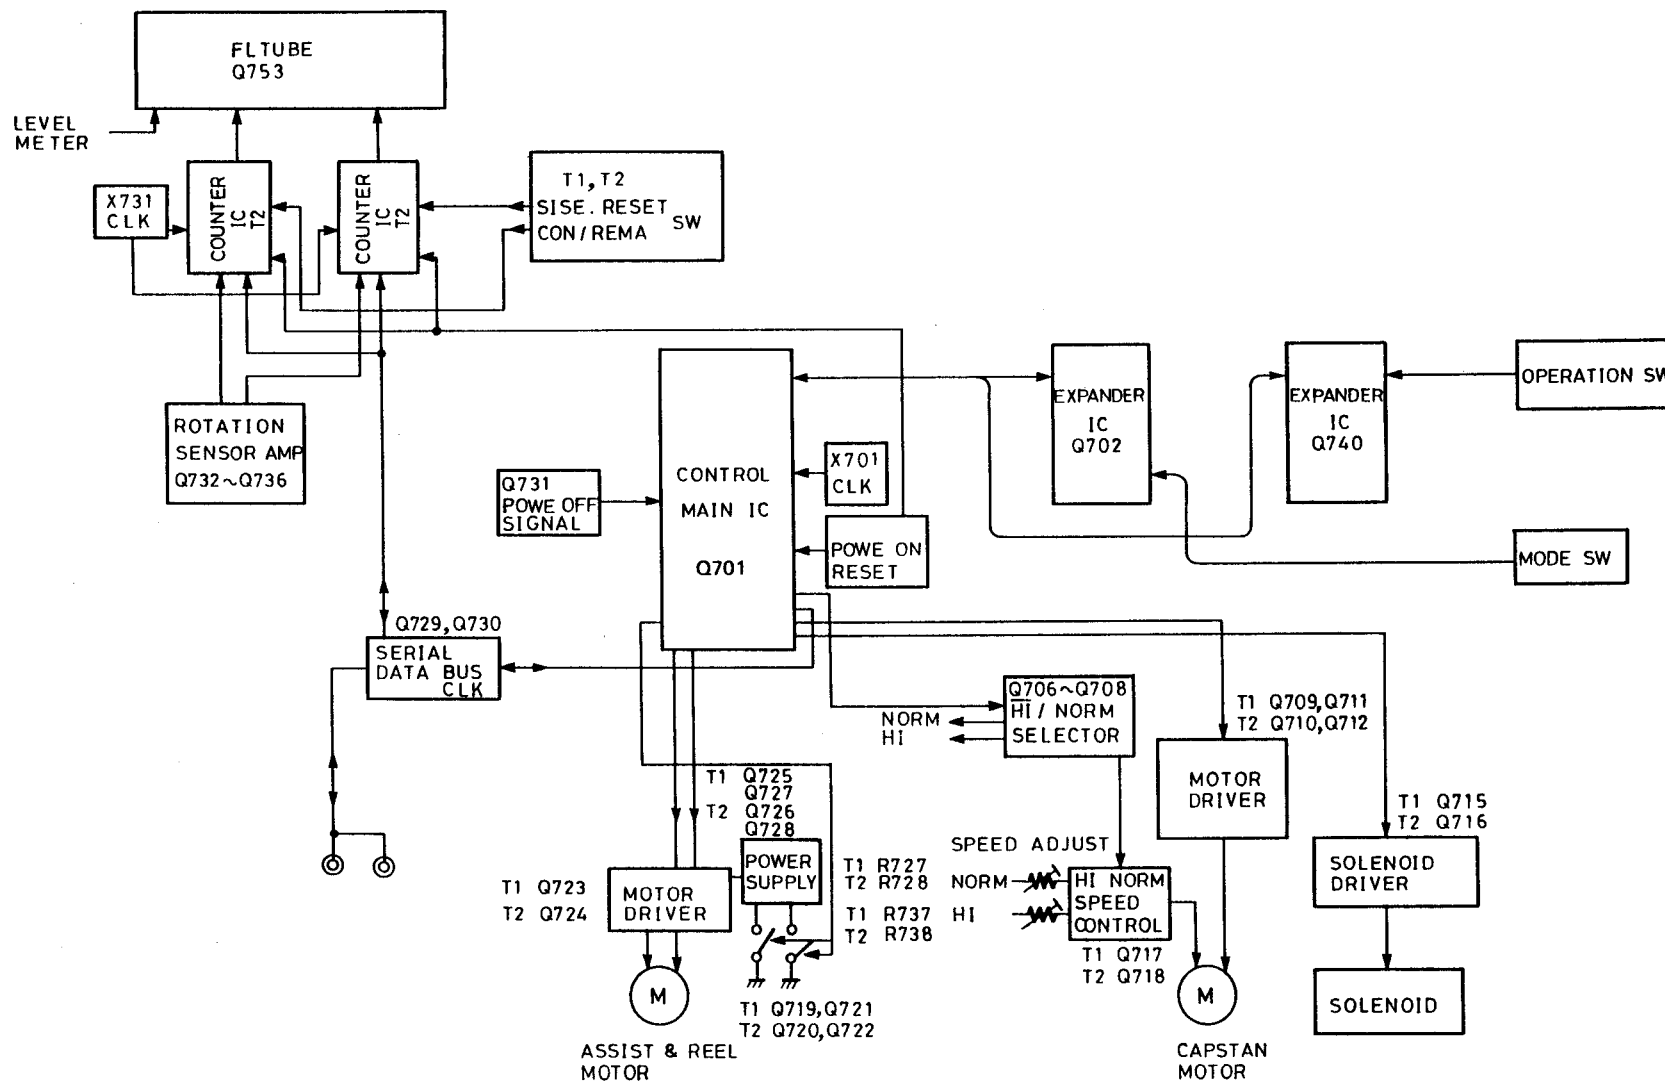 FL TUBE
Q753
LEVEL
METER
X731
CLK
COUNTER
IC
T2
COUNTER
IC
T2
T1, T2
SISE. RESET
CON/REMA
SW
ROTATION
SENSOR AMP
Q732~Q736
Q731
POWE OFF
SIGNAL
CONTROL
MAIN IC
Q701
X701
CLK
POWE ON
RESET
EXPANDER
IC
Q702
EXPANDER
IC
Q740
OPERATION SW
MODE SW
Q729, Q730
SERIAL
DATA BUS
CLK
Q706~Q708
HI / NORM
SELECTOR
NORM
HI
T1 Q709, Q711
T2 Q710, Q712
MOTOR
DRIVER
T1 Q725
Q727
T2 Q726
Q728
POWER
SUPPLY
T1 Q723
T2 Q724
MOTOR
DRIVER
M
ASSIST & REEL
MOTOR
T1 Q719, Q721
T2 Q720, Q722
T1 R727
T2 R728
T1 R737
T2 R738
SPEED ADJUST
NORM
HI
HI NORM
SPEED
CONTROL
T1 Q717
T2 Q718
M
CAPSTAN
MOTOR
T1 Q715
T2 Q716
SOLENOID
DRIVER
SOLENOID